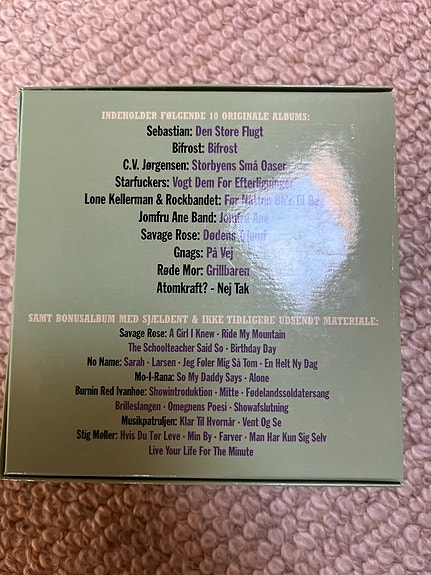 INDEHOLDER FØLGENDE 10 ORIGINALE ALBUMS:
Sebastian: Den Store Flugt
Bifrost: Bifrost
C.V. Jørgensen: Storbyens Små Oaser
Starfuckers: Vogt Dem For Efterligninger
Lone Kellerman & Rockbandet: Før Natten Bli'r Til Dag
Jomfru Ane Band: Jomfru Ane
Savage Rose: Dødens Triumf
Gnags: På Vej
Røde Mor: Grillbaren
Atomkraft? - Nej Tak
SAMT BONUSALBUM MED SJÆLDENT & IKKE TIDLIGERE UDSENDT MATERIALE:
Savage Rose: A Girl I Knew · Ride My Mountain
The Schoolteacher Said So · Birthday Day
No Name: Sarah · Larsen · Jeg Føler Mig Så Tom · En Helt Ny Dag
Mo-I-Rana: So My Daddy Says · Alone
Burnin Red Ivanhoe: Showintroduktion · Mitte · Fødelandssoldatersang
Brilleslangen · Omegnens Poesi · Showafslutning
Musikpatruljen: Klar Til Hvornår · Vent Og Se
Stig Møller: Hvis Du Tør Leve · Min By · Farver · Man Har Kun Sig Selv
Live Your Life For The Minute